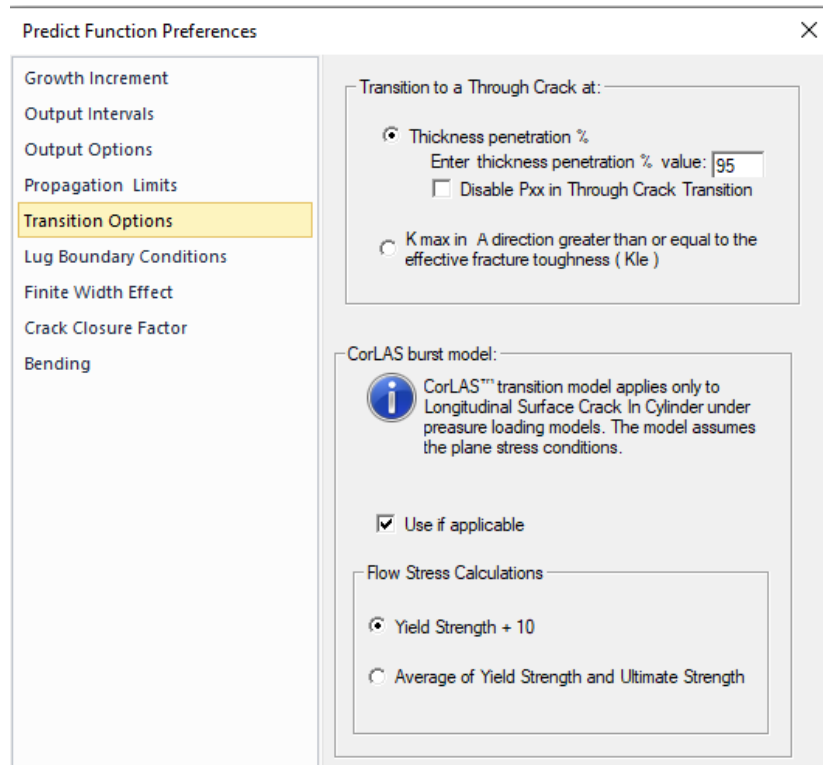 Predict Function Preferences
Growth Increment
Output Intervals
Output Options
Propagation Limits
Transition Options
Lug Boundary Conditions
Finite Width Effect
Crack Closure Factor
Bending
Transition to a Through Crack at:
Thickness penetration %
Enter thickness penetration % value: 95
Disable Pxx in Through Crack Transition
K max in A direction greater than or equal to the
effective fracture toughness ( KIe )
CorLAS burst model:
CorLAS™ transition model applies only to
Longitudinal Surface Crack In Cylinder under
preasure loading models. The model assumes
the plane stress conditions.
Use if applicable
Flow Stress Calculations
Yield Strength + 10
Average of Yield Strength and Ultimate Strength